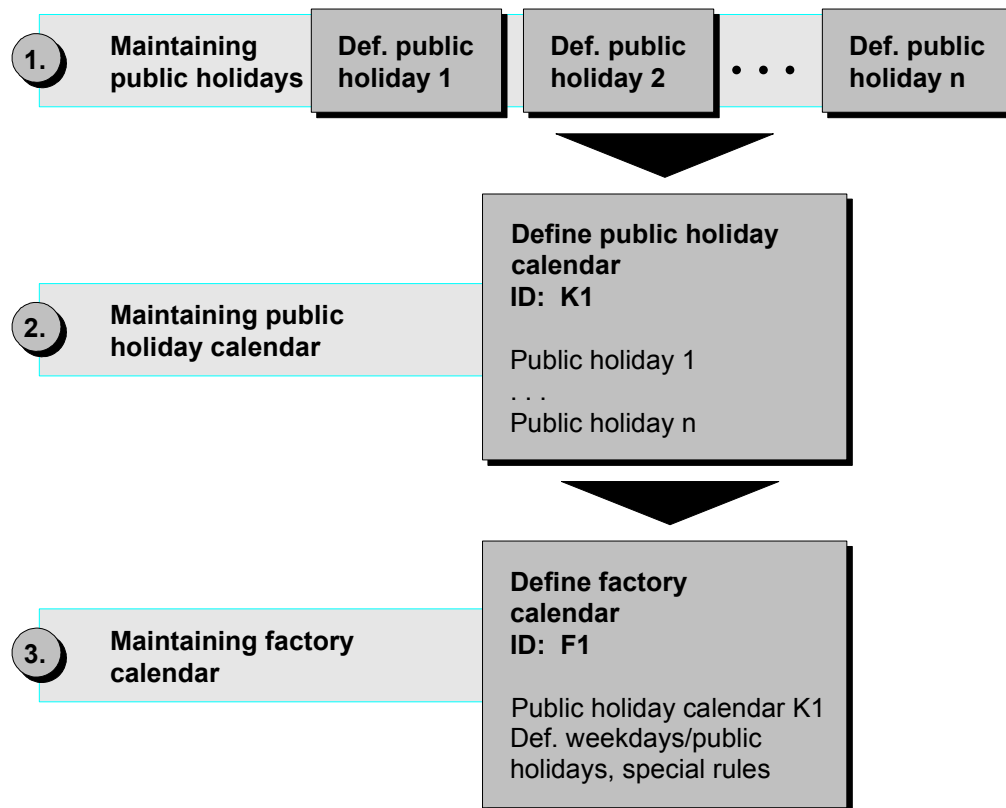 1.
Maintaining
public holidays
Def. public
holiday 1
Def. public
holiday 2
. . .
Def. public
holiday n
2.
Maintaining public
holiday calendar
Define public holiday
calendar
ID: K1
Public holiday 1
. . .
Public holiday n
3.
Maintaining factory
calendar
Define factory
calendar
ID: F1
Public holiday calendar K1
Def. weekdays/public
holidays, special rules